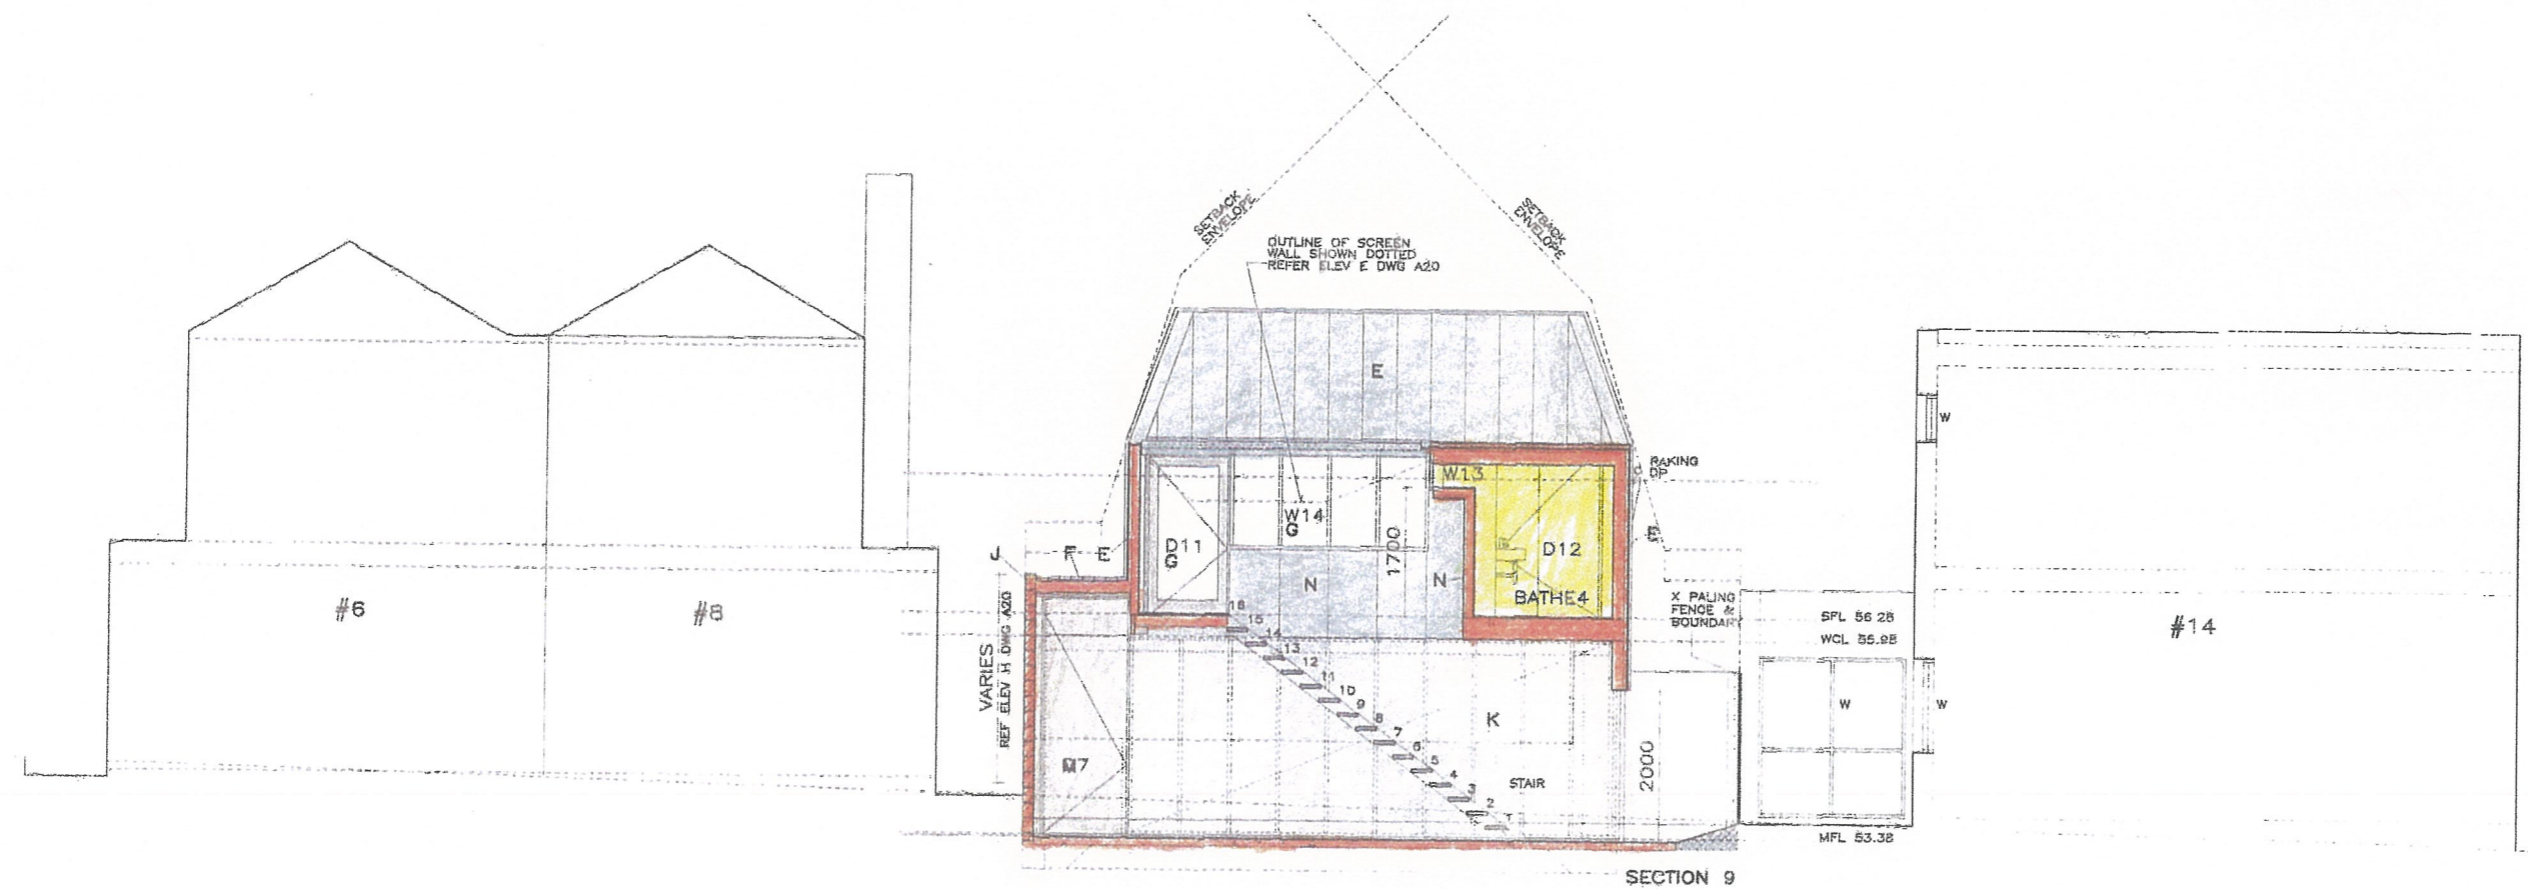 SETBACK
ENVELOPE
SETBACK
ENVELOPE
OUTLINE OF SCREEN
WALL SHOWN DOTTED
REFER ELEV E DWG A20
E
W
RAKING
DP
W13
W14
G
D11
G
1700
D12
J
F
E
N
N
BATHE4
#6
#8
VARIES
REF ELEV H DWG A20
X PALING
FENCE &
BOUNDARY
SFL 56.28
WCL 55.98
#14
16
15
14
13
12
11
10
9
8
7
6
5
4
3
2
1
K
W
W
M7
STAIR
2000
MFL 53.38
SECTION 9